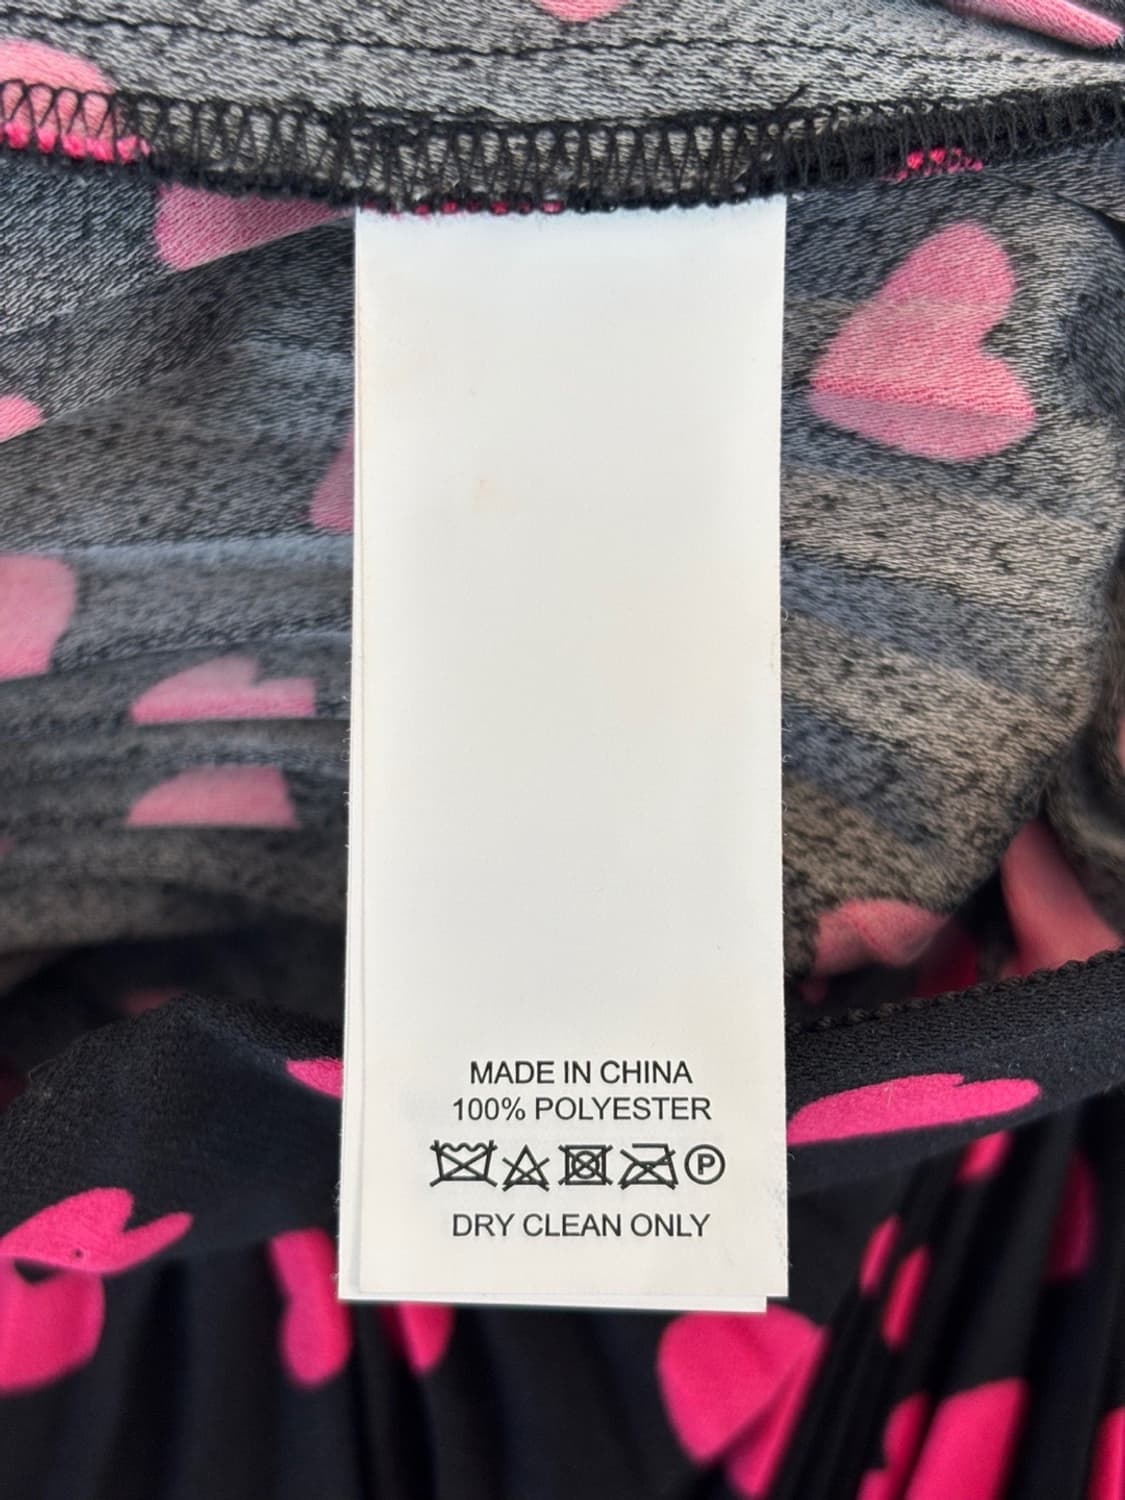 MADE IN CHINA
100% POLYESTER
P
DRY CLEAN ONLY